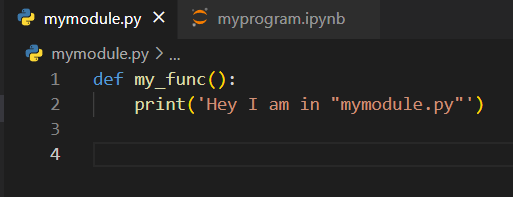 mymodule.py ✕ myprogram.ipynb
mymodule.py > ...
1 def my_func():
2     print('Hey I am in "mymodule.py"')
3
4